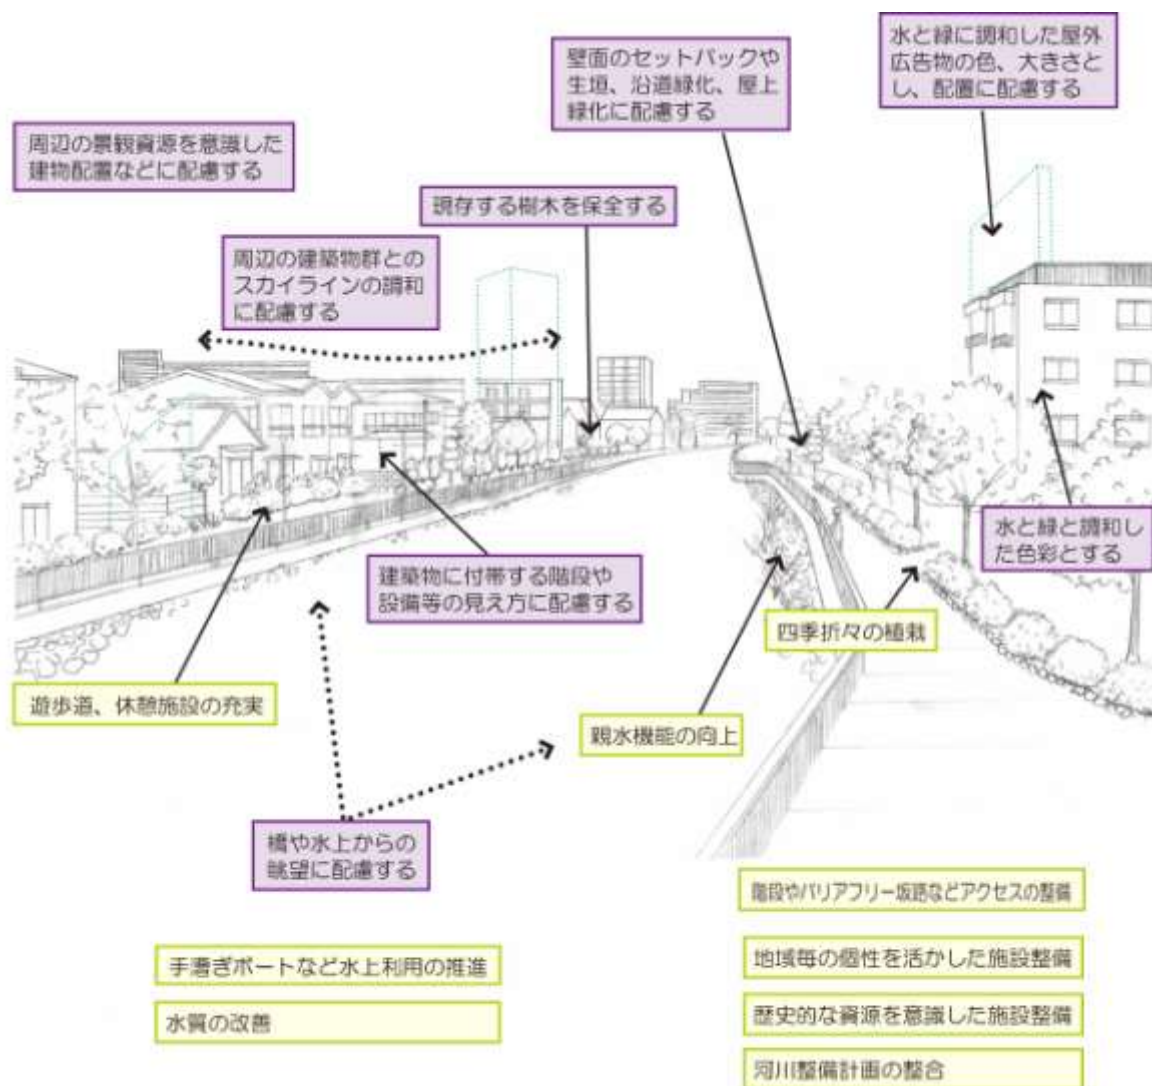 水と緑に調和した屋外
広告物の色、大きさと
し、配置に配慮する
壁面のセットバックや
生垣、沿道緑化、屋上
緑化に配慮する
周辺の景観資源を意識した
建物配置などに配慮する
現存する樹木を保全する
周辺の建築物群との
スカイラインの調和
に配慮する
水と緑と調和し
た色彩とする
建築物に付帯する階段や
設備等の見え方に配慮する
四季折々の植栽
遊歩道、休憩施設の充実
親水機能の向上
橋や水上からの
眺望に配慮する
階段やバリアフリー坂路などアクセスの整備
手漕ぎボートなど水上利用の推進
地域毎の個性を活かした施設整備
水質の改善
歴史的な資源を意識した施設整備
河川整備計画の整合